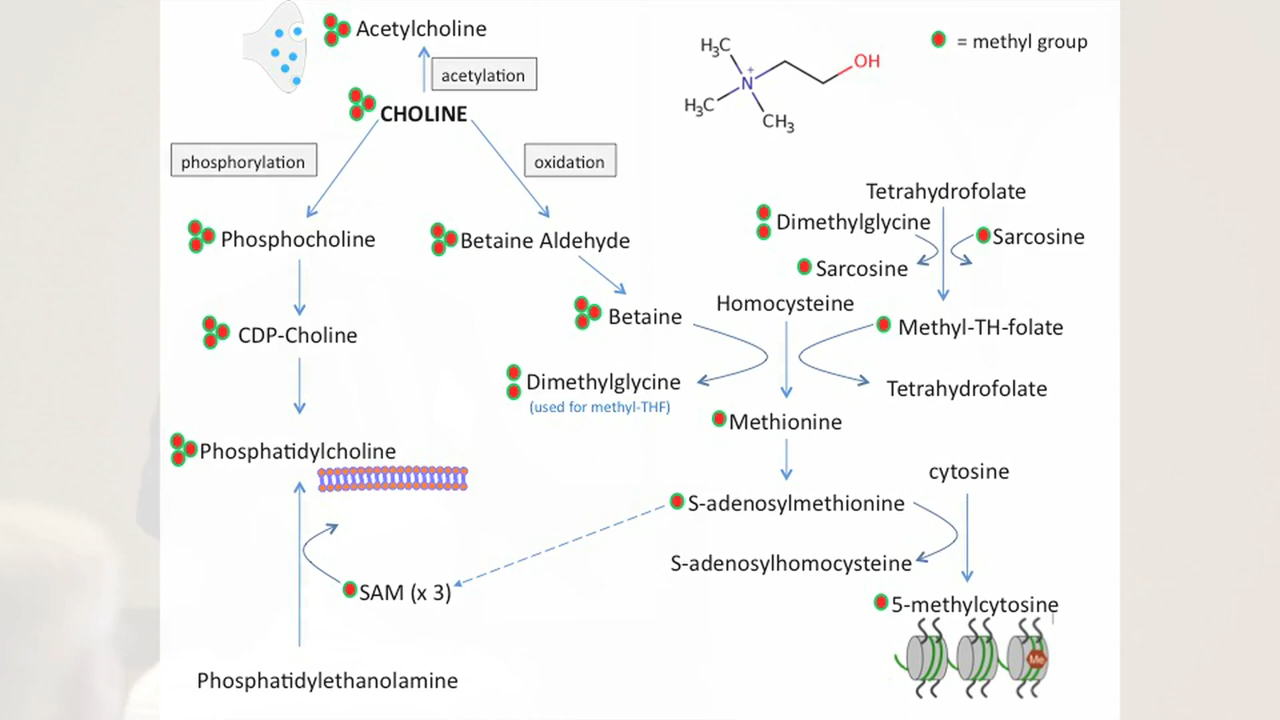 Acetylcholine
acetylation
CHOLINE
phosphorylation
oxidation
H₃C
H₃C
CH₃
N
+
OH
= methyl group
Phosphocholine
Betaine Aldehyde
CDP-Choline
Betaine
Dimethylglycine
(used for methyl-THF)
Phosphatidylcholine
SAM (x 3)
Phosphatidylethanolamine
Tetrahydrofolate
Dimethylglycine
Sarcosine
Sarcosine
Homocysteine
Methyl-TH-folate
Tetrahydrofolate
Methionine
cytosine
S-adenosylmethionine
S-adenosylhomocysteine
5-methylcytosine
Me